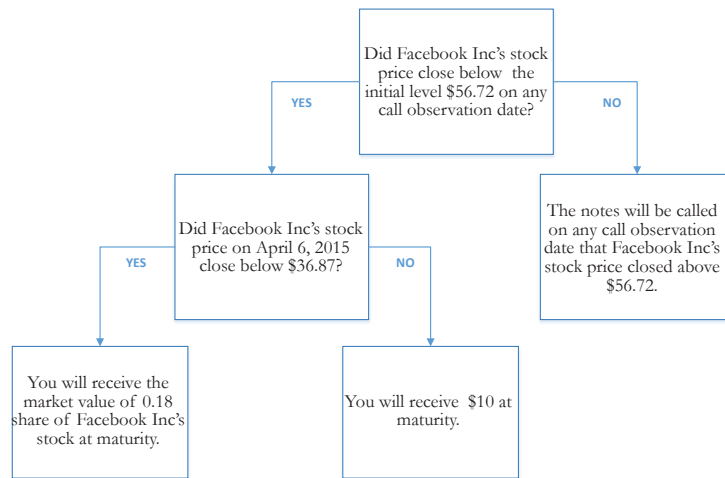 Did Facebook Inc's stock
price close below the
initial level $56.72 on any
call observation date?
YES
NO
Did Facebook Inc's stock
price on April 6, 2015
close below $36.87?
The notes will be called
on any call observation
date that Facebook Inc's
stock price closed above
$56.72.
YES
NO
You will receive the
market value of 0.18
share of Facebook Inc's
stock at maturity.
You will receive $10 at
maturity.